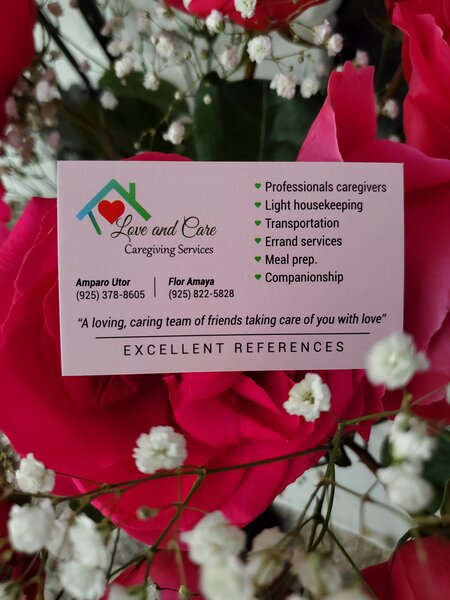 Love and Care
Caregiving Services
Amparo Utor
(925) 378-8605
Flor Amaya
(925) 822-5828
Professionals caregivers
Light housekeeping
Transportation
Errand services
Meal prep.
Companionship
“A loving, caring team of friends taking care of you with love”
EXCELLENT REFERENCES